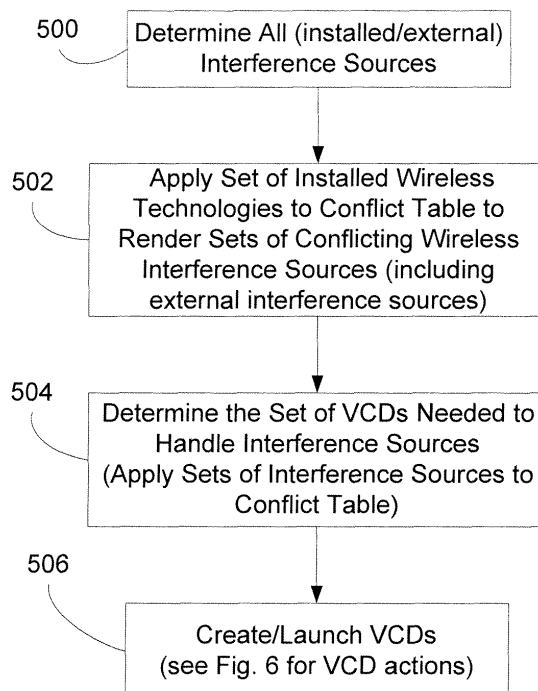 500
Determine All (installed/external)
Interference Sources
502
Apply Set of Installed Wireless
Technologies to Conflict Table to
Render Sets of Conflicting Wireless
Interference Sources (including
external interference sources)
504
Determine the Set of VCDs Needed to
Handle Interference Sources
(Apply Sets of Interference Sources to
Conflict Table)
506
Create/Launch VCDs
(see Fig. 6 for VCD actions)